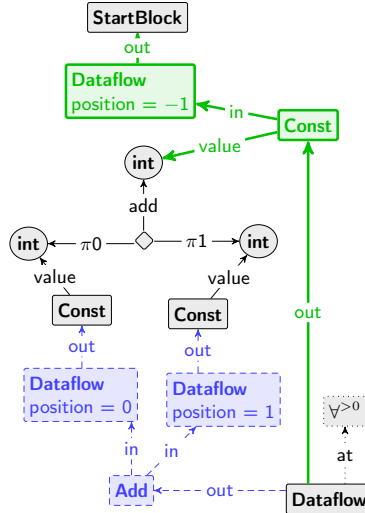 StartBlock
out
Dataflow
position = −1
in
Const
value
int
add
int
π0
π1
int
value
value
Const
Const
out
out
out
Dataflow
position = 0
Dataflow
position = 1
∀>0
in
in
at
Add
out
Dataflow